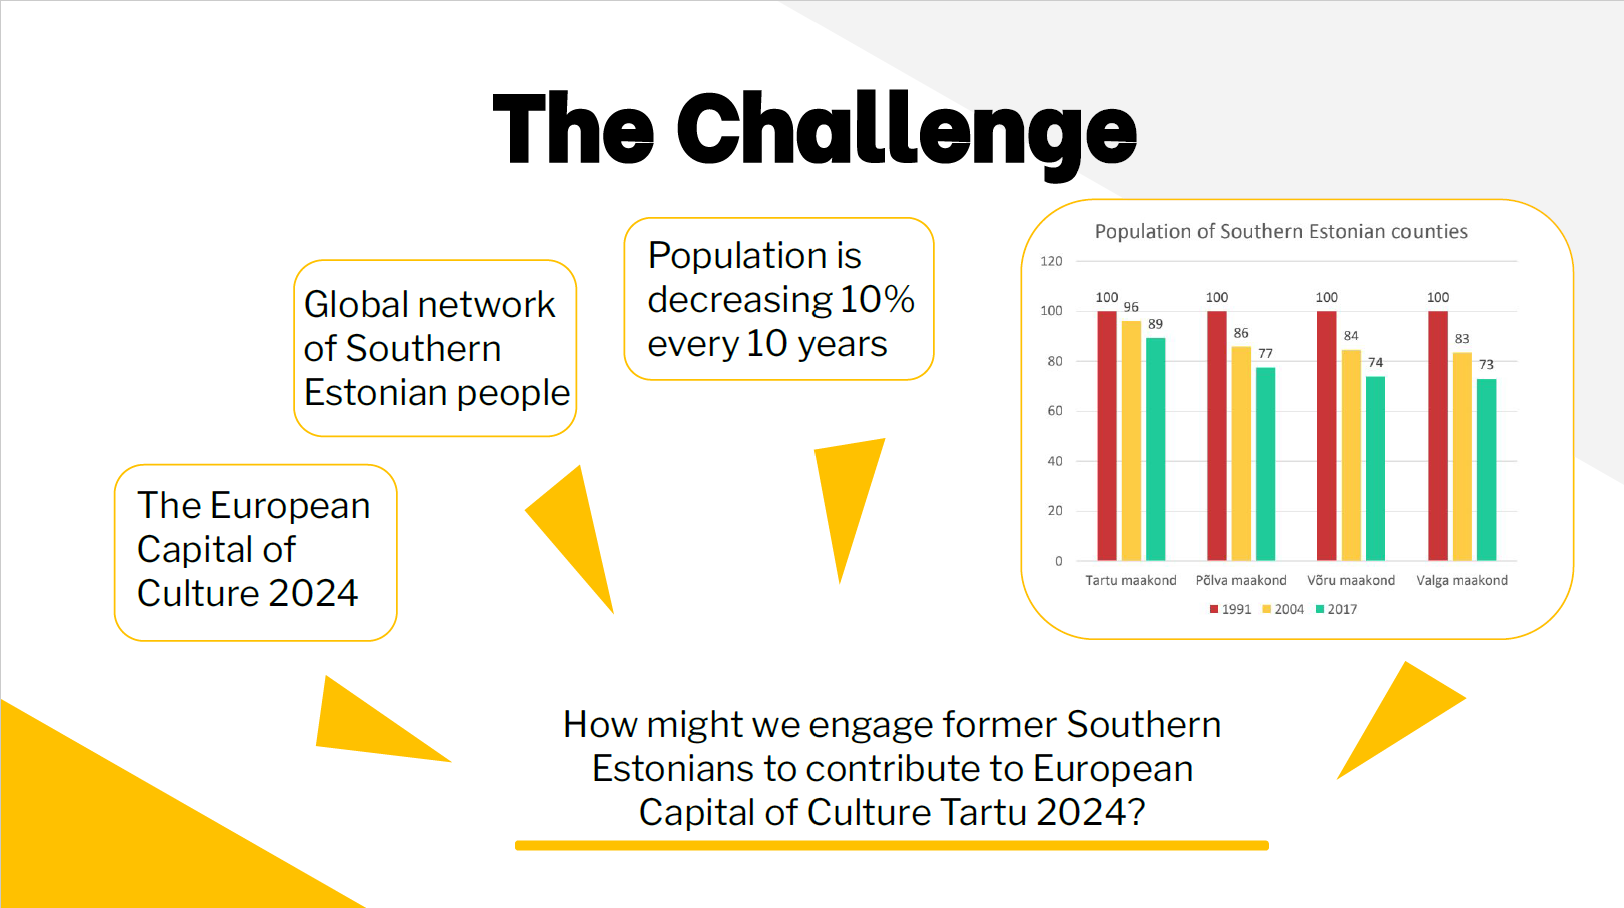 The Challenge
The European
Capital of
Culture 2024
Global network
of Southern
Estonian people
Population is
decreasing 10%
every 10 years
Population of Southern Estonian counties
120
100
80
60
40
20
0
100 96 89
100 86 77
100 84 74
100 83 73
Tartu maakond Põlva maakond Võru maakond Valga maakond
1991 2004 2017
How might we engage former Southern
Estonians to contribute to European
Capital of Culture Tartu 2024?